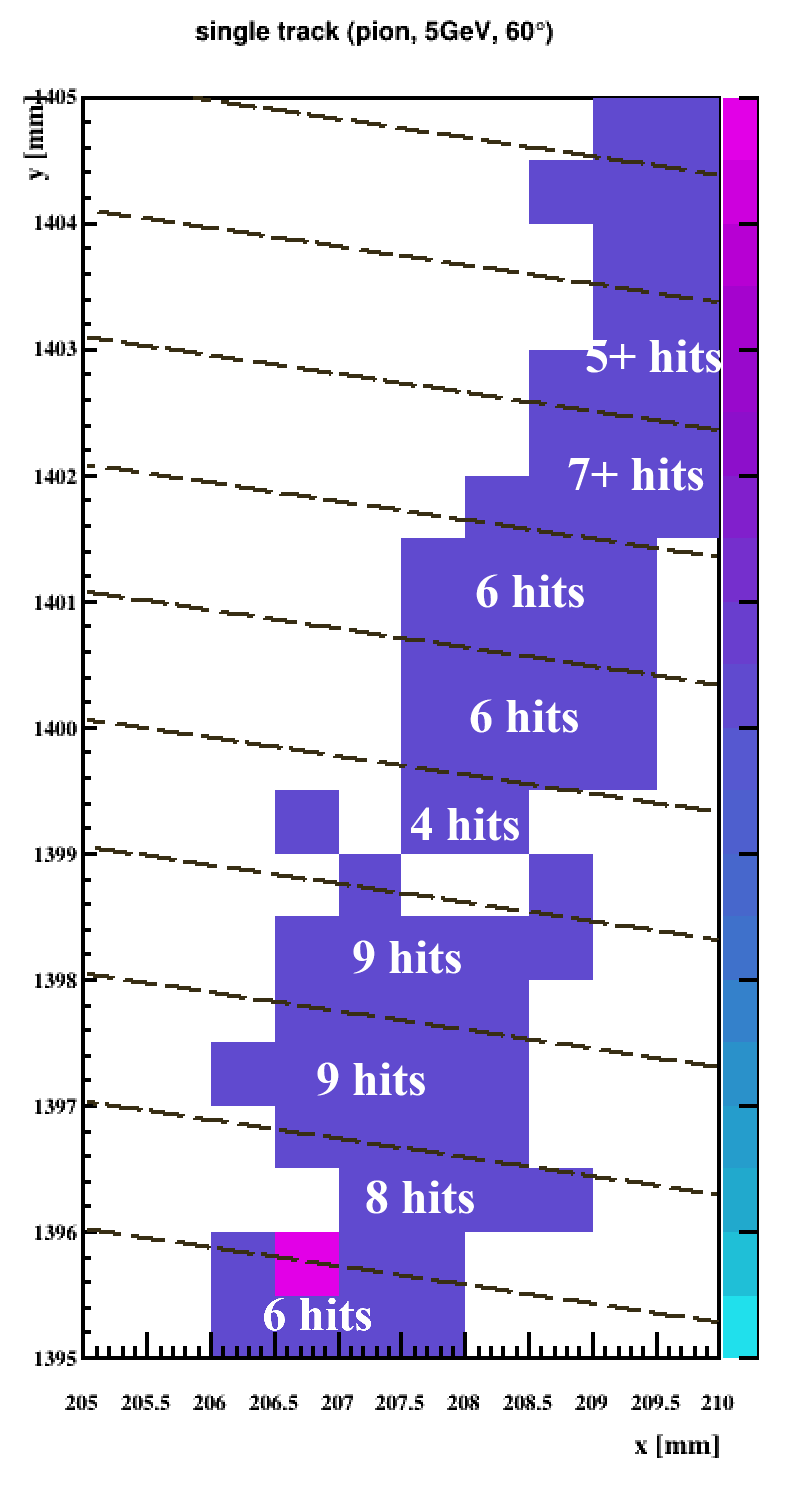 single track (pion, 5GeV, 60°)
y [mm]
1405
1404
1403
5+ hits
7+ hits
1402
6 hits
1401
6 hits
1400
4 hits
1399
9 hits
1398
9 hits
1397
8 hits
1396
6 hits
1395
205 205.5 206 206.5 207 207.5 208 208.5 209 209.5 210
x [mm]